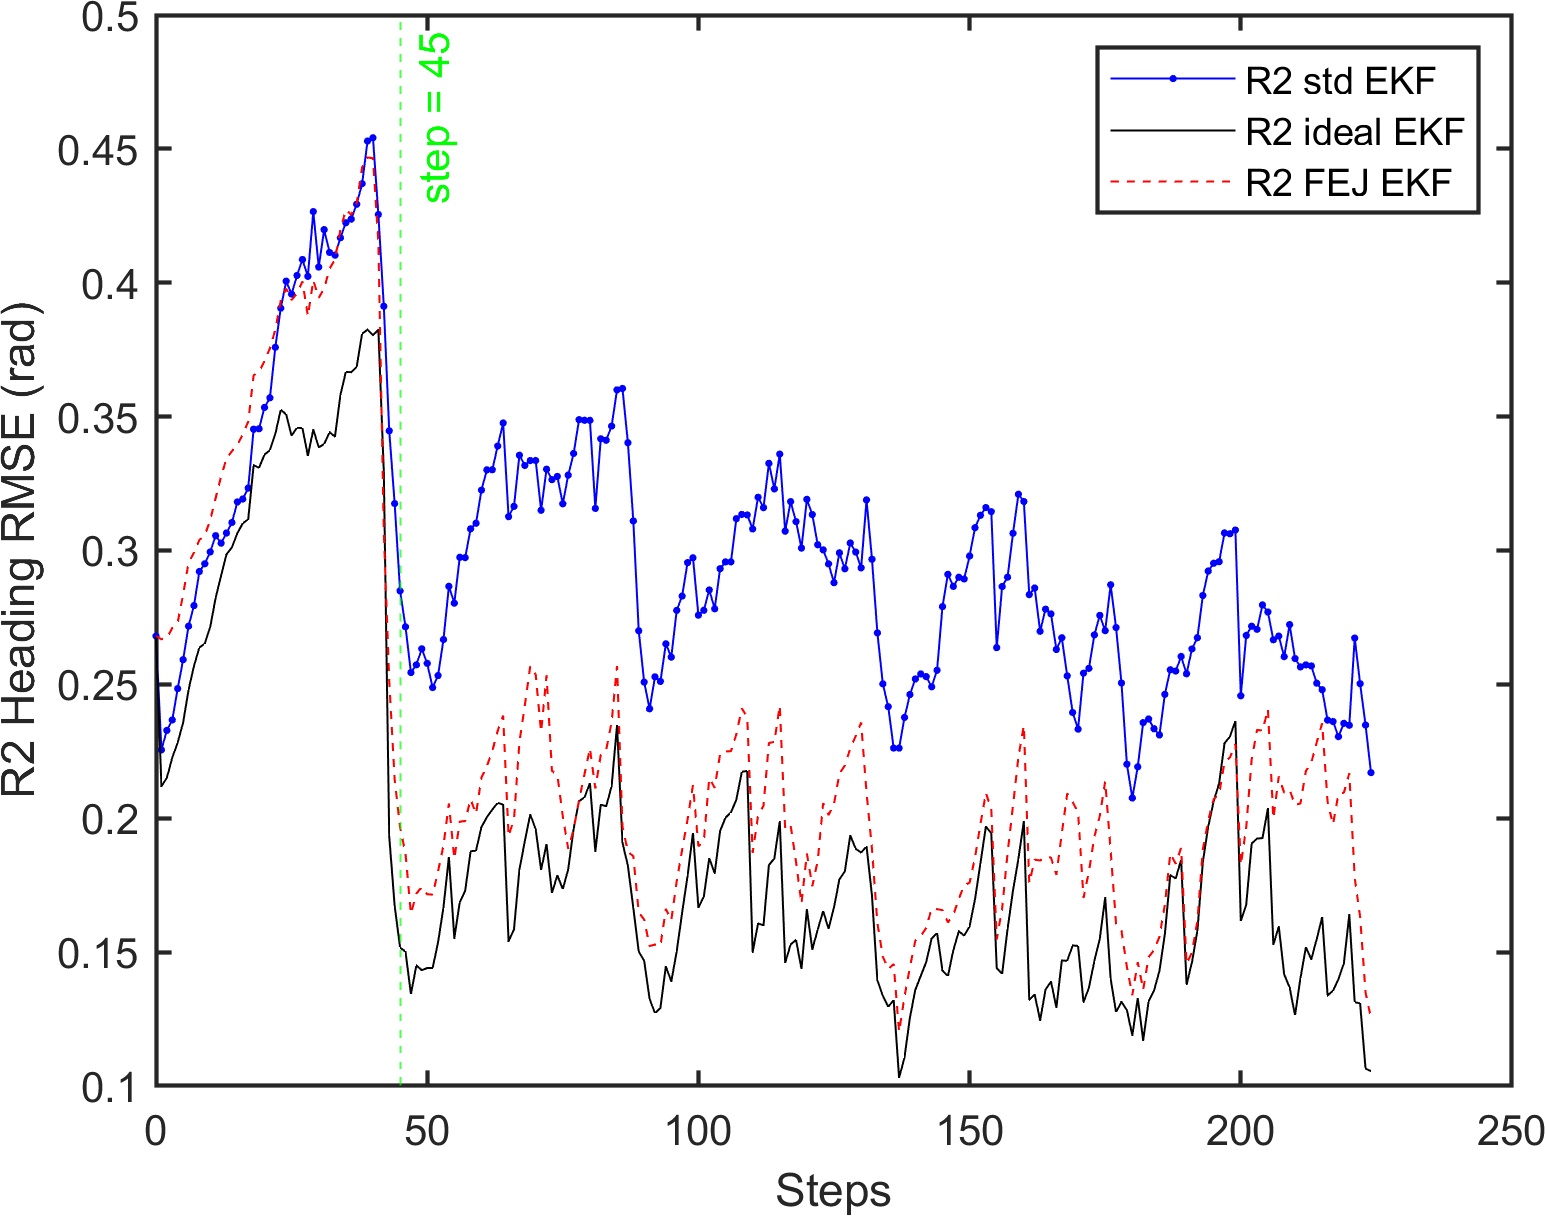 R2 Heading RMSE (rad)
0.5
0.45
0.4
0.35
0.3
0.25
0.2
0.15
0.1
step = 45
R2 std EKF
R2 ideal EKF
R2 FEJ EKF
0 50 100 150 200 250
Steps